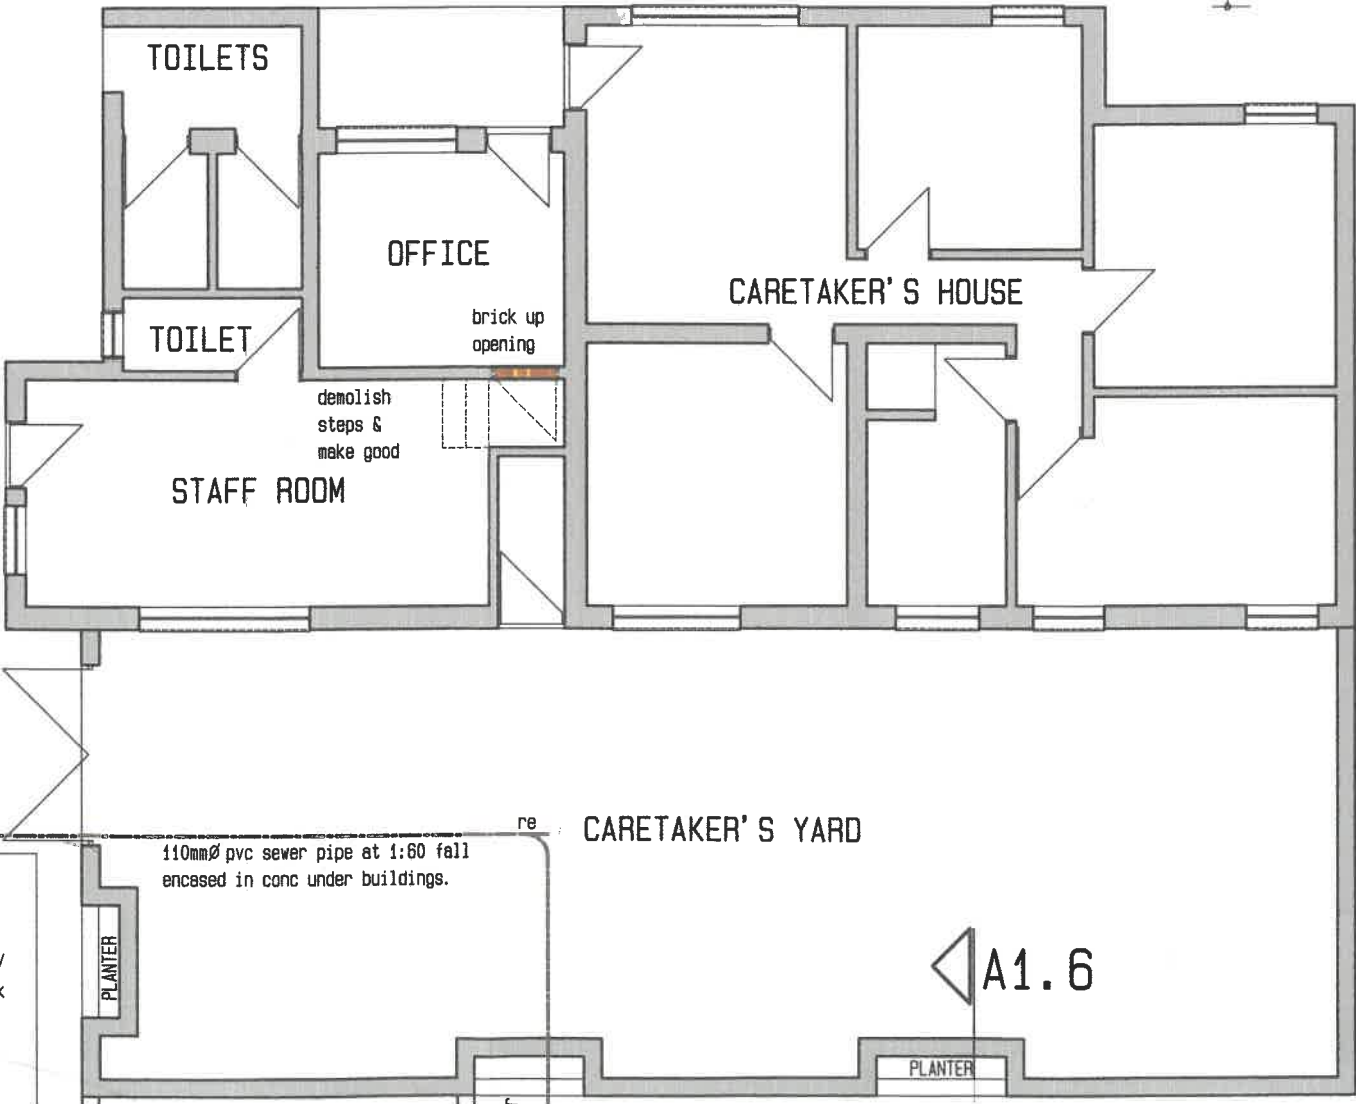 TOILETS
OFFICE
CARETAKER'S HOUSE
brick up
opening
TOILET
demolish
steps &
make good
STAFF ROOM
re
CARETAKER'S YARD
110mmØ pvc sewer pipe at 1:60 fall
encased in conc under buildings.
PLANTER
A1.6
PLANTER